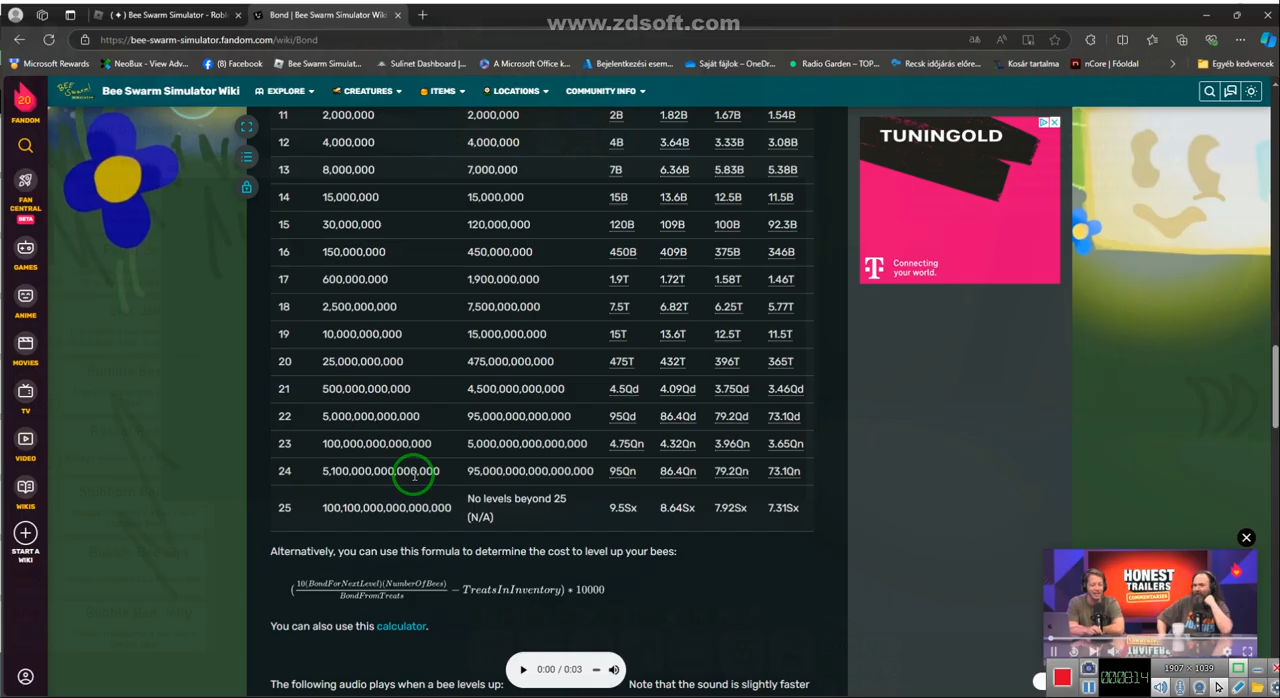 www.zdsoft.com
( ✦ ) Bee Swarm Simulator - Rob
Bond | Bee Swarm Simulator Wiki
https://bee-swarm-simulator.fandom.com/wiki/Bond
Microsoft Rewards
NeoBux - View Adv...
(8) Facebook
Bee Swarm Simulat...
Sulinet Dashboard |...
A Microsoft Office k...
Bejelentkezési esem...
Saját fájlok – OneDr...
Radio Garden – TOP...
Recsk időjárás előre...
Kosár tartalma
nCore | Főoldal
Egyéb kedvencek
20
FANDOM
Bee Swarm Simulator Wiki
EXPLORE
CREATURES
ITEMS
LOCATIONS
COMMUNITY INFO
FAN CENTRAL
BETA
GAMES
ANIME
MOVIES
TV
VIDEO
WIKIS
START A WIKI
11 2,000,000 2,000,000 2B 1.82B 1.67B 1.54B
12 4,000,000 4,000,000 4B 3.64B 3.33B 3.08B
13 8,000,000 7,000,000 7B 6.36B 5.83B 5.38B
14 15,000,000 15,000,000 15B 13.6B 12.5B 11.5B
15 30,000,000 120,000,000 120B 109B 100B 92.3B
16 150,000,000 450,000,000 450B 409B 375B 346B
17 600,000,000 1,900,000,000 1.9T 1.72T 1.58T 1.46T
18 2,500,000,000 7,500,000,000 7.5T 6.82T 6.25T 5.77T
19 10,000,000,000 15,000,000,000 15T 13.6T 12.5T 11.5T
20 25,000,000,000 475,000,000,000 475T 432T 396T 365T
21 500,000,000,000 4,500,000,000,000 4.5Qd 4.09Qd 3.75Qd 3.46Qd
22 5,000,000,000,000 95,000,000,000,000 95Qd 86.4Qd 79.2Qd 73.1Qd
23 100,000,000,000,000 5,000,000,000,000,000 4.75Qn 4.32Qn 3.96Qn 3.65Qn
24 5,100,000,000,000,000 95,000,000,000,000,000 95Qn 86.4Qn 79.2Qn 73.1Qn
25 100,100,000,000,000,000 No levels beyond 25 (N/A) 9.5Sx 8.64Sx 7.92Sx 7.31Sx
Alternatively, you can use this formula to determine the cost to level up your bees:
(10(BondForNextLevel)(NumberOfBees)/BondFromTreats − TreatsInInventory) * 10000
You can also use this calculator.
0:00 / 0:03
The following audio plays when a bee levels up:
Note that the sound is slightly faster
TUNINGOLD
T
Connecting
your world.
HONEST
TRAILERS
COMMENTARIES
1907 × 1039